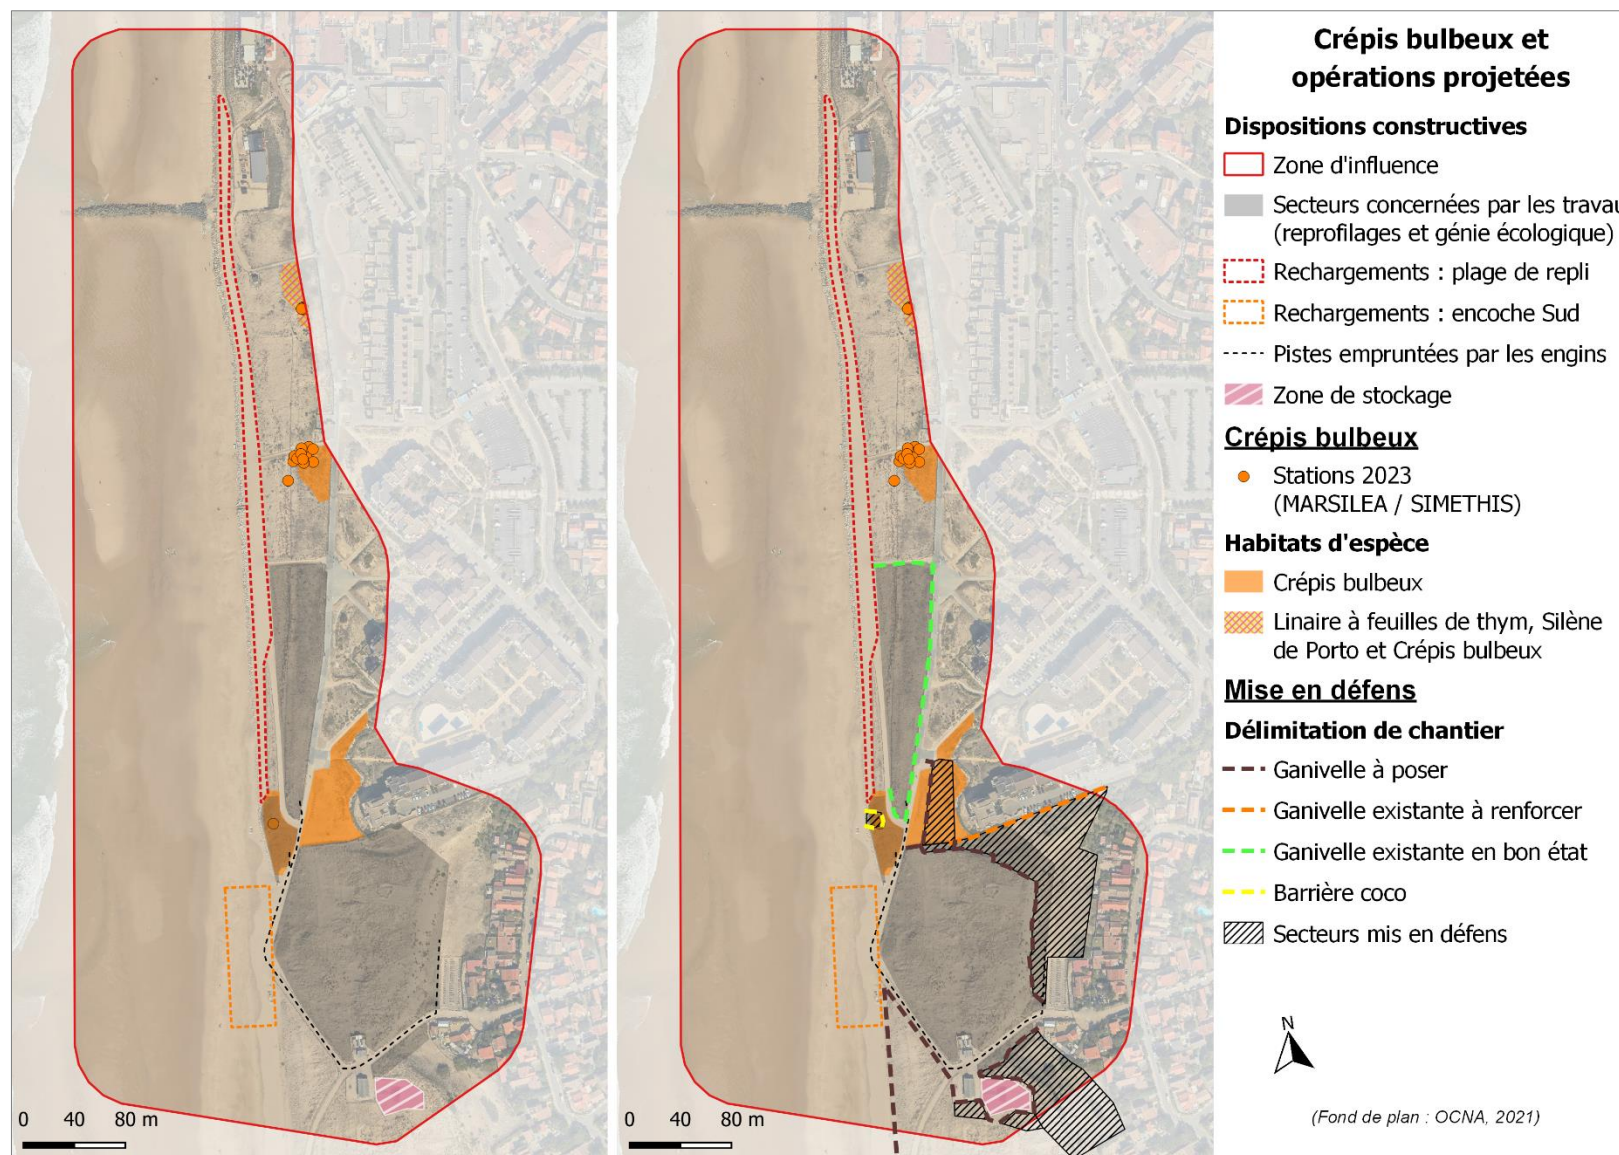 Crépis bulbeux et
opérations projetées
Dispositions constructives
Zone d'influence
Secteurs concernées par les travau
(reprofilages et génie écologique)
Rechargements : plage de repli
Rechargements : encoche Sud
Pistes empruntées par les engins
Zone de stockage
Crépis bulbeux
Stations 2023
(MARSILEA / SIMETHIS)
Habitats d'espèce
Crépis bulbeux
Linaire à feuilles de thym, Silène
de Porto et Crépis bulbeux
Mise en défens
Délimitation de chantier
Ganivelle à poser
Ganivelle existante à renforcer
Ganivelle existante en bon état
Barrière coco
Secteurs mis en défens
N
(Fond de plan : OCNA, 2021)
0 40 80 m
0 40 80 m